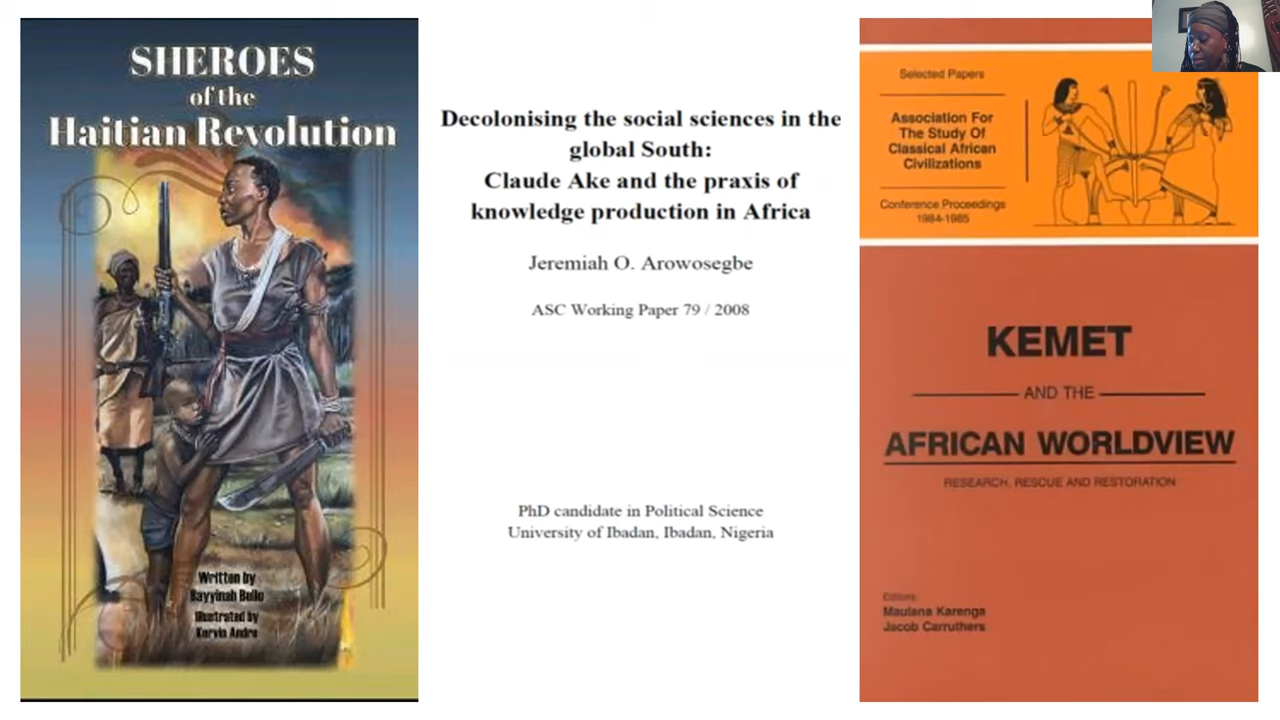 SHEROES
of the
Haitian Revolution
Written by
Bayyinah Bello
Illustrated by
Kervin Andre
Decolonising the social sciences in the
global South:
Claude Ake and the praxis of
knowledge production in Africa
Jeremiah O. Arowosegbe
ASC Working Paper 79 / 2008
PhD candidate in Political Science
University of Ibadan, Ibadan, Nigeria
Selected Papers
Association For
The Study Of
Classical African
Civilizations
Conference Proceedings
1984-1985
KEMET
AND THE
AFRICAN WORLDVIEW
RESEARCH, RESCUE AND RESTORATION
Editors:
Maulana Karenga
Jacob Carruthers